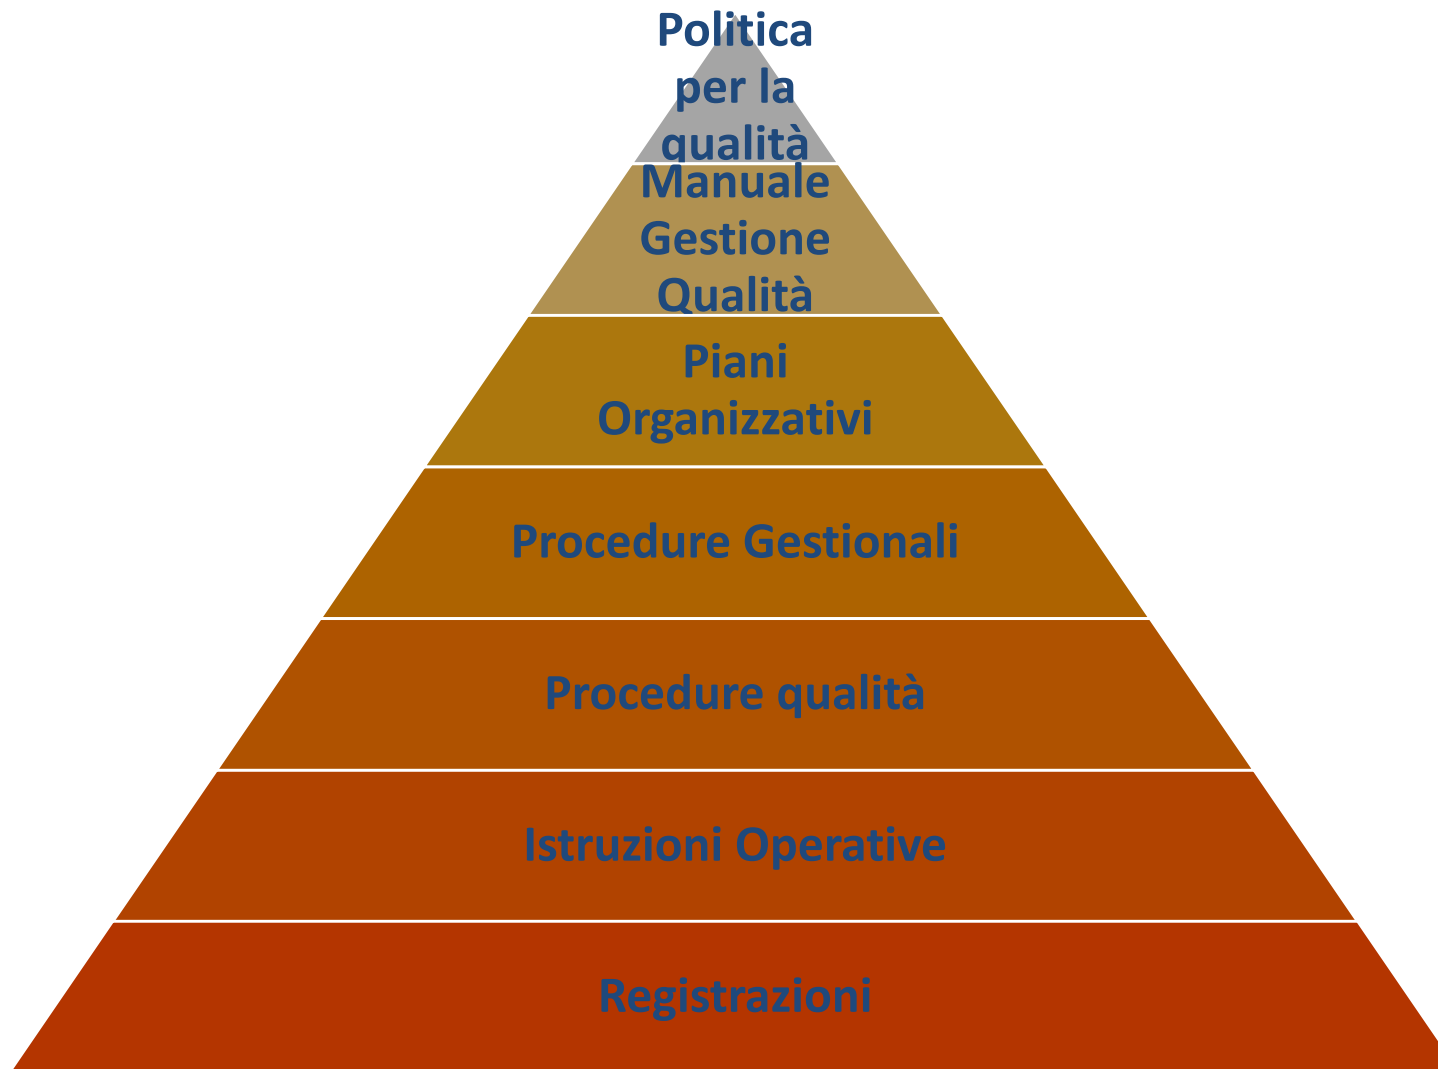 Politica
per la
qualità
Manuale
Gestione
Qualità
Piani
Organizzativi
Procedure Gestionali
Procedure qualità
Istruzioni Operative
Registrazioni